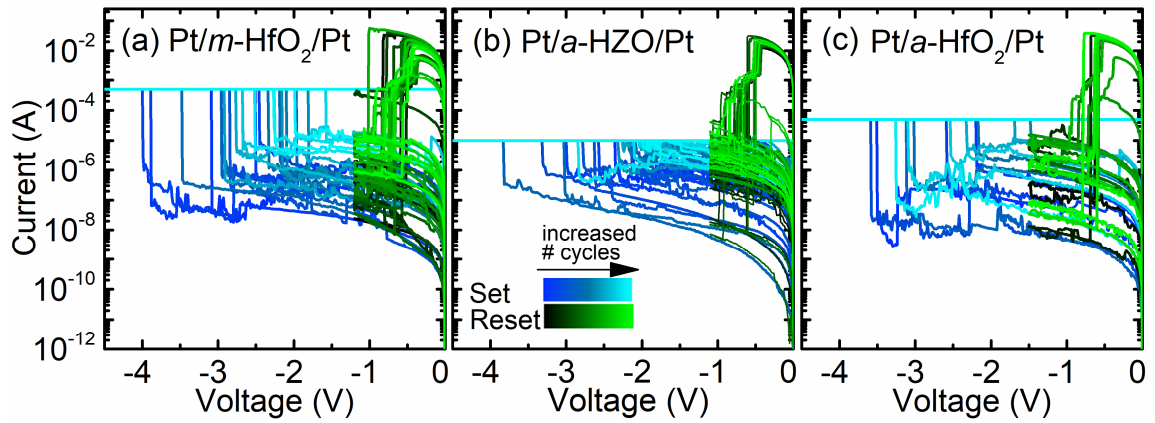 (a) Pt/m-HfO₂/Pt
(b) Pt/a-HZO/Pt
(c) Pt/a-HfO₂/Pt
Current (A)
10⁻²
10⁻⁴
10⁻⁶
10⁻⁸
10⁻¹⁰
10⁻¹²
increased
# cycles
Set
Reset
-4 -3 -2 -1 -4 -3 -2 -1 0 -4 -3 -2 -1 0
Voltage (V) Voltage (V) Voltage (V)